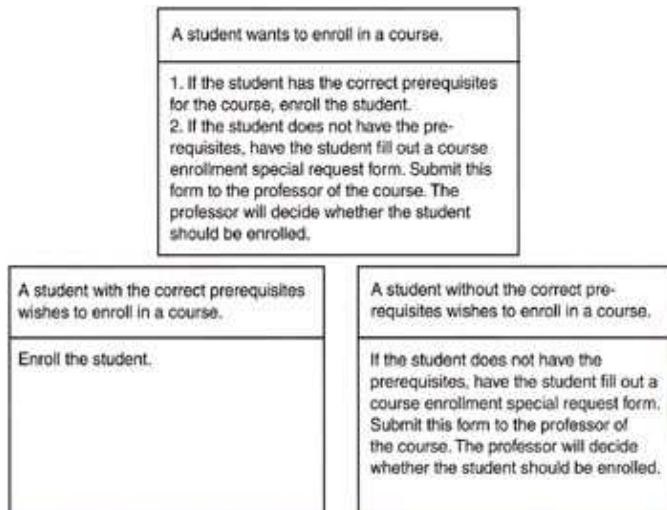 A student wants to enroll in a course.
1. If the student has the correct prerequisites
for the course, enroll the student.
2. If the student does not have the pre-
requisites, have the student fill out a course
enrollment special request form. Submit this
form to the professor of the course. The
professor will decide whether the student
should be enrolled.
A student with the correct prerequisites
wishes to enroll in a course.
Enroll the student.
A student without the correct pre-
requisites wishes to enroll in a course.
If the student does not have the
prerequisites, have the student fill out a
course enrollment special request form.
Submit this form to the professor of
the course. The professor will decide
whether the student should be enrolled.